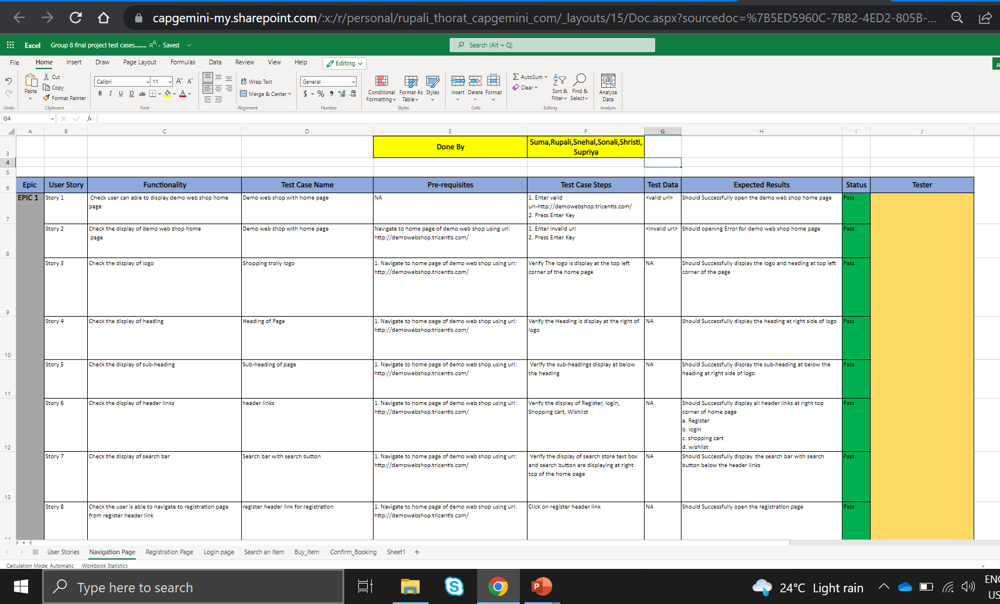 capgemini-my.sharepoint.com/:x:/r/personal/rupali_thorat_capgemini_com/_layouts/15/Doc.aspx?sourcedoc=%7B5ED5960C-7B82-4ED2-805B-...
Excel Group 8 final project test cases........ - Saved
Search (Alt + Q)
File Home Insert Draw Page Layout Formulas Data Review View Help Editing
Paste Cut
Copy
Format Painter
Calibri 11
B I U D ab A
Wrap Text
Merge & Center
General
$ % 9
Conditional Formatting
Format As Table
Styles
Insert Delete Format
AutoSum
Clear
Sort & Filter
Find & Select
Analyze Data
Undo Clipboard Font Alignment Number Styles Cells Editing Analysis
G4 fx
A B C D E F G H I J
3 Done By Suma,Rupali,Snehal,Sonali,Shristi,
Supriya
4
5
6 Epic User Story Functionality Test Case Name Pre-requisites Test Case Steps Test Data Expected Results Status Tester
EPIC 1
7 Story 1 Check user can able to display demo web shop home
page
Demo web shop with home page
NA
1. Enter valid
url-http://demowebshop.tricentis.com/
2. Press Enter Key
<valid url>
Should Successfully open the demo web shop home page
Pass
8 Story 2 Check the display of demo web shop home
page
Demo web shop with home page
Navigate to home page of demo web shop using url:
http://demowebshop.tricentis.com/
1. Enter invalid url
2. Press Enter Key
<invalid url>
Should opening Error for demo web shop home page
Pass
9 Story 3 Check the display of logo
Shopping trolly logo
1. Navigate to home page of demo web shop using url:
http://demowebshop.tricentis.com/
Verify The logo is display at the top left
corner of the home page
NA
Should Successfully display the logo and heading at top left
corner of the page
Pass
10 Story 4 Check the display of heading
Heading of Page
1. Navigate to home page of demo web shop using url:
http://demowebshop.tricentis.com/
Verify the Heading is display at the right of
logo
NA
Should Successfully display the heading at right side of logo
Pass
11 Story 5 Check the display of sub-heading
Sub-heading of page
1. Navigate to home page of demo web shop using url:
http://demowebshop.tricentis.com/
Verify the sub-headings display at below
the heading
NA
Should Successfully display the sub-heading at below the
heading at right side of logo
Pass
12 Story 6 Check the display of header links
header links
1. Navigate to home page of demo web shop using url:
http://demowebshop.tricentis.com/
Verify the display of Register, login,
Shopping cart, Wishlist
NA
Should Successfully display all header links at right top
corner of home page
a. Register
b. login
c. shopping cart
d. wishlist
Pass
13 Story 7 Check the display of search bar
Search bar with search button
1. Navigate to home page of demo web shop using url:
http://demowebshop.tricentis.com/
Verify the display of search store text box
and search button are displaying at right
top of the home page
NA
Should Successfully display the search bar with search
button below the header links
Pass
Story 8 Check the user is able to navigate to registration page
from register header link
register header link for registration
1. Navigate to home page of demo web shop using url:
http://demowebshop.tricentis.com/
Click on register header link
NA
Should Successfully open the registration page
Pass
User Stories Navigation Page Registration Page Login page Search an Item Buy_Item Confirm_Booking Sheet1
Calculation Mode: Automatic Workbook Statistics
Type here to search
24°C Light rain
ENG
US